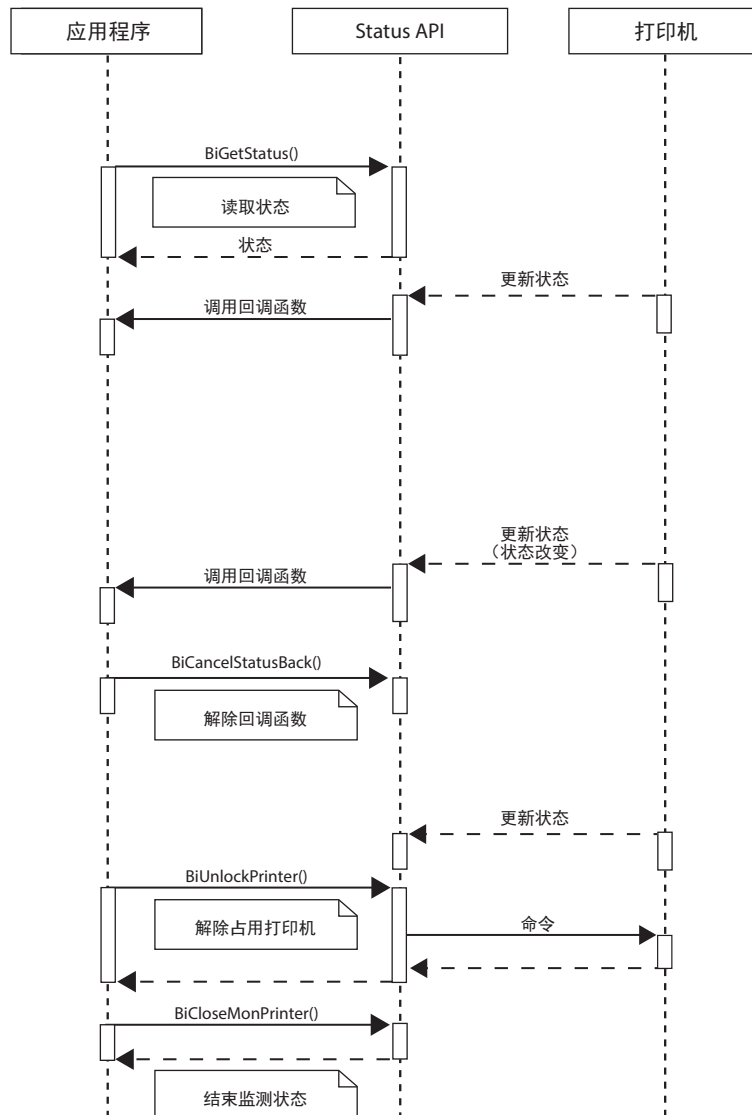 应用程序
Status API
打印机
BiGetStatus()
读取状态
状态
更新状态
调用回调函数
更新状态
（状态改变）
调用回调函数
BiCancelStatusBack()
解除回调函数
更新状态
BiUnlockPrinter()
解除占用打印机
命令
BiCloseMonPrinter()
结束监测状态